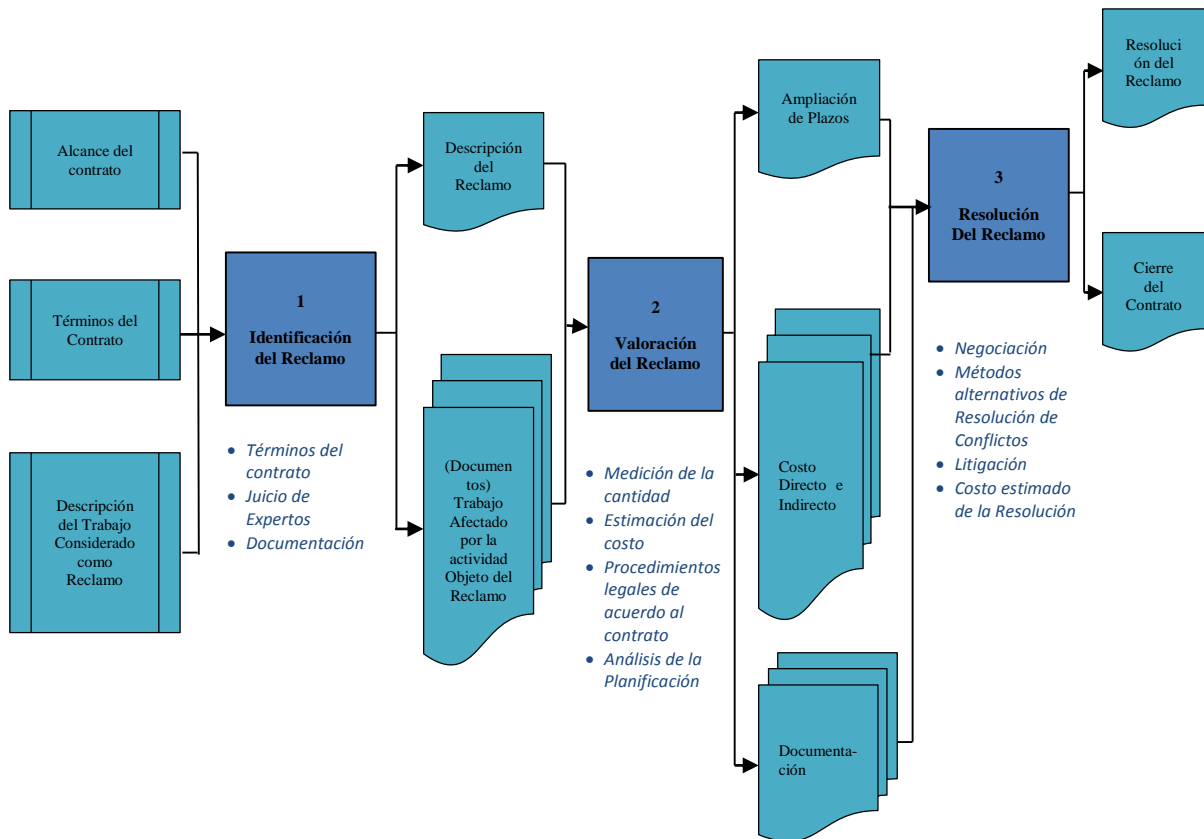 Alcance del
contrato
Términos del
Contrato
Descripción
del Trabajo
Considerado
como
Reclamo
1
Identificación
del Reclamo
• Términos del
contrato
• Juicio de
Expertos
• Documentación
Descripción
del
Reclamo
(Documen
tos)
Trabajo
Afectado
por la
actividad
Objeto del
Reclamo
2
Valoración
del Reclamo
• Medición de la
cantidad
• Estimación del
costo
• Procedimientos
legales de
acuerdo al
contrato
• Análisis de la
Planificación
Ampliación
de Plazos
Costo
Directo e
Indirecto
Documenta-
ción
3
Resolución
Del Reclamo
• Negociación
• Métodos
alternativos de
Resolución de
Conflictos
• Litigación
• Costo estimado
de la Resolución
Resoluci
ón del
Reclamo
Cierre
del
Contrato